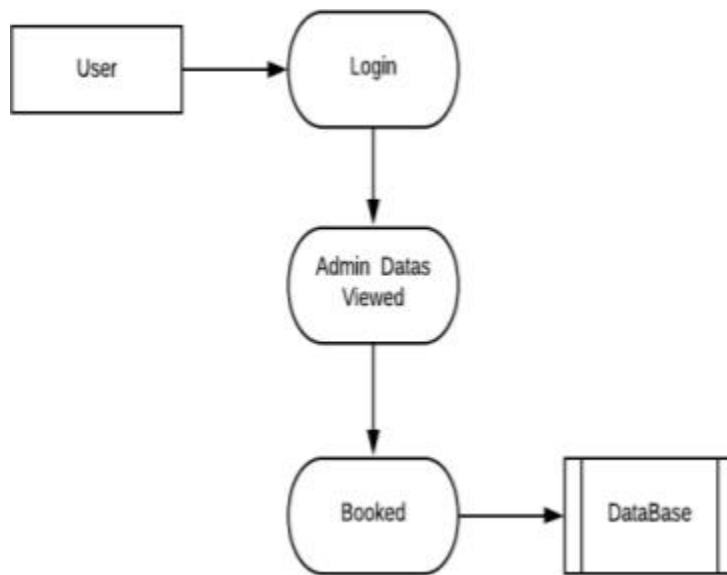 User
Login
Admin Datas
Viewed
Booked
DataBase